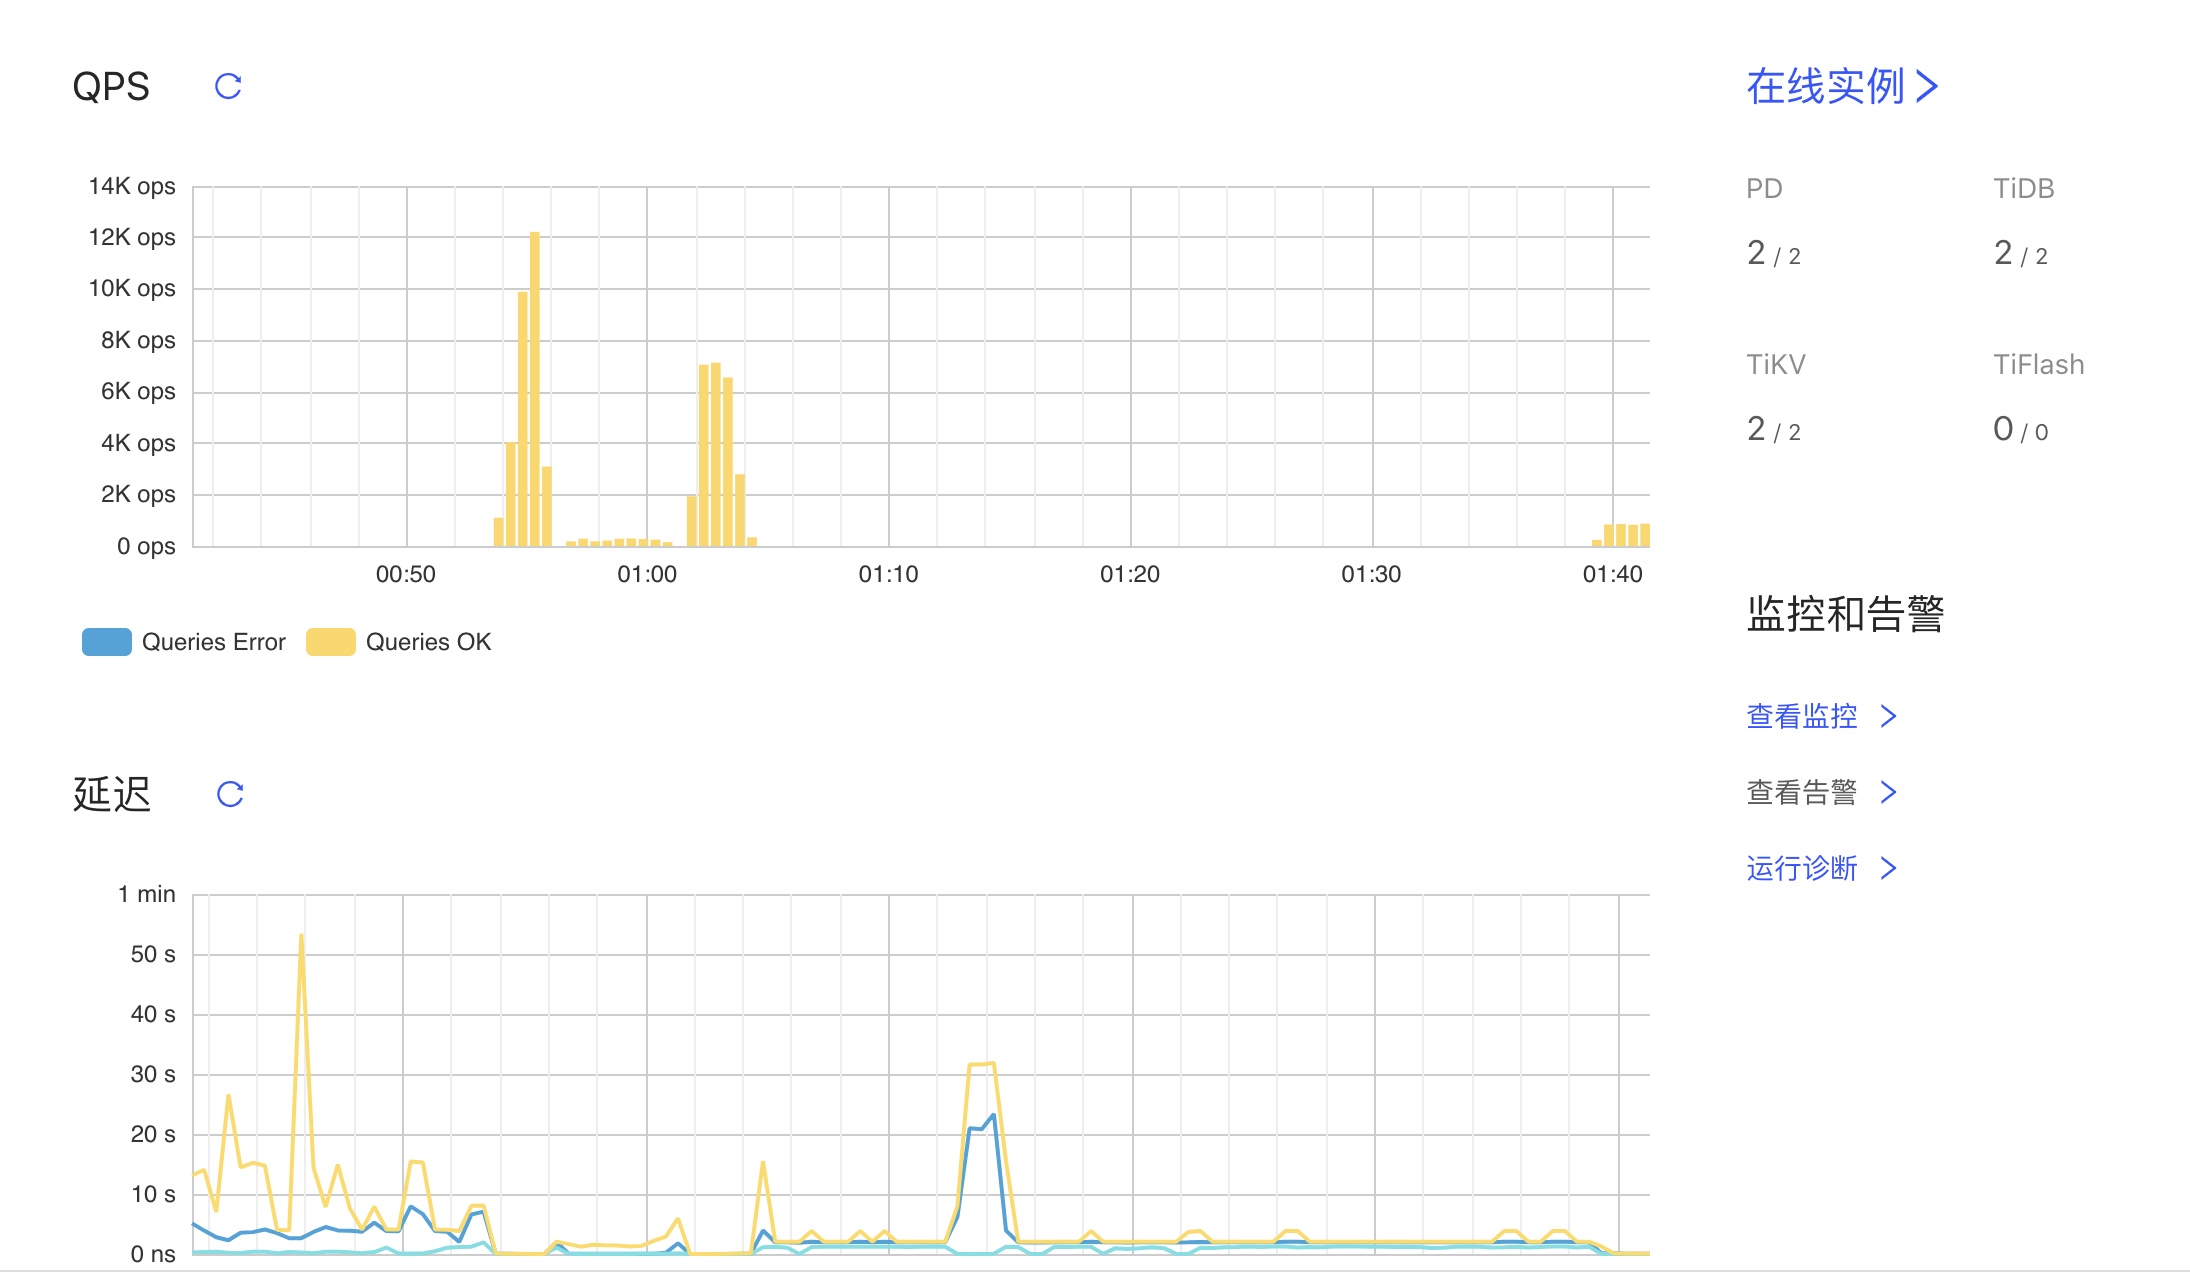 QPS
14K ops
12K ops
10K ops
8K ops
6K ops
4K ops
2K ops
0 ops
00:50 01:00 01:10 01:20 01:30 01:40
Queries Error Queries OK
延迟
1 min
50 s
40 s
30 s
20 s
10 s
0 ns
在线实例
PD TiDB
2 / 2 2 / 2
TiKV TiFlash
2 / 2 0 / 0
监控和告警
查看监控
查看告警
运行诊断